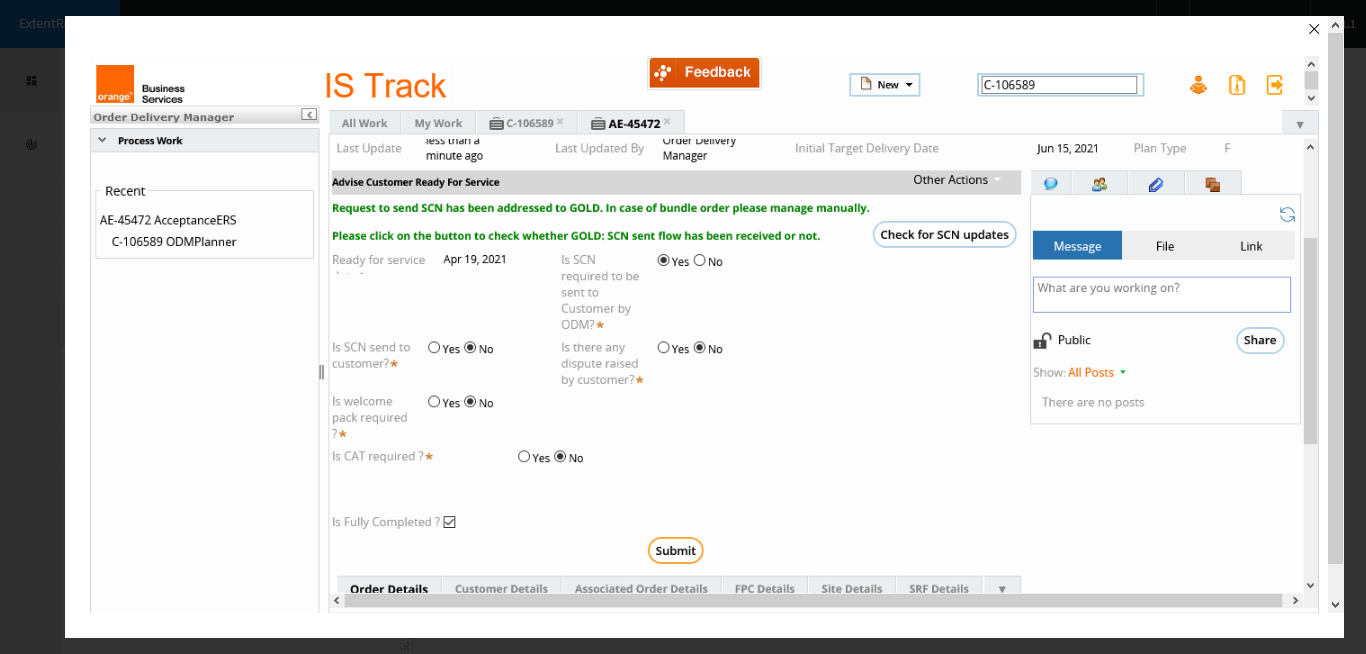 ExtentR
.1
orange™
Business
Services
IS Track
Feedback
New
C-106589
Order Delivery Manager
Process Work
Recent
AE-45472 AcceptanceERS
C-106589 ODMPlanner
All Work
My Work
C-106589
AE-45472
Last Update
less than a
minute ago
Last Updated By
Order Delivery
Manager
Initial Target Delivery Date
Jun 15, 2021
Plan Type
F
Advise Customer Ready For Service
Other Actions
Request to send SCN has been addressed to GOLD. In case of bundle order please manage manually.
Please click on the button to check whether GOLD: SCN sent flow has been received or not.
Check for SCN updates
Ready for service
Apr 19, 2021
Is SCN
required to be
sent to
Customer by
ODM?*
Yes No
Is SCN send to
customer?*
Yes No
Is there any
dispute raised
by customer?*
Yes No
Is welcome
pack required
?*
Yes No
Is CAT required ?*
Yes No
Is Fully Completed ?
Submit
Order Details
Customer Details
Associated Order Details
FPC Details
Site Details
SRF Details
Message
File
Link
What are you working on?
Public
Share
Show: All Posts
There are no posts